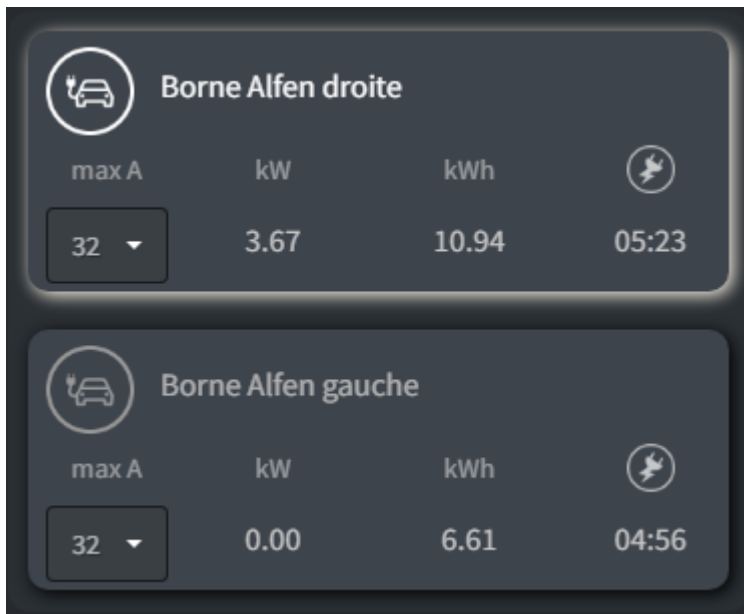 Borne Alfen droite
max A kW kWh
32 3.67 10.94 05:23
Borne Alfen gauche
max A kW kWh
32 0.00 6.61 04:56